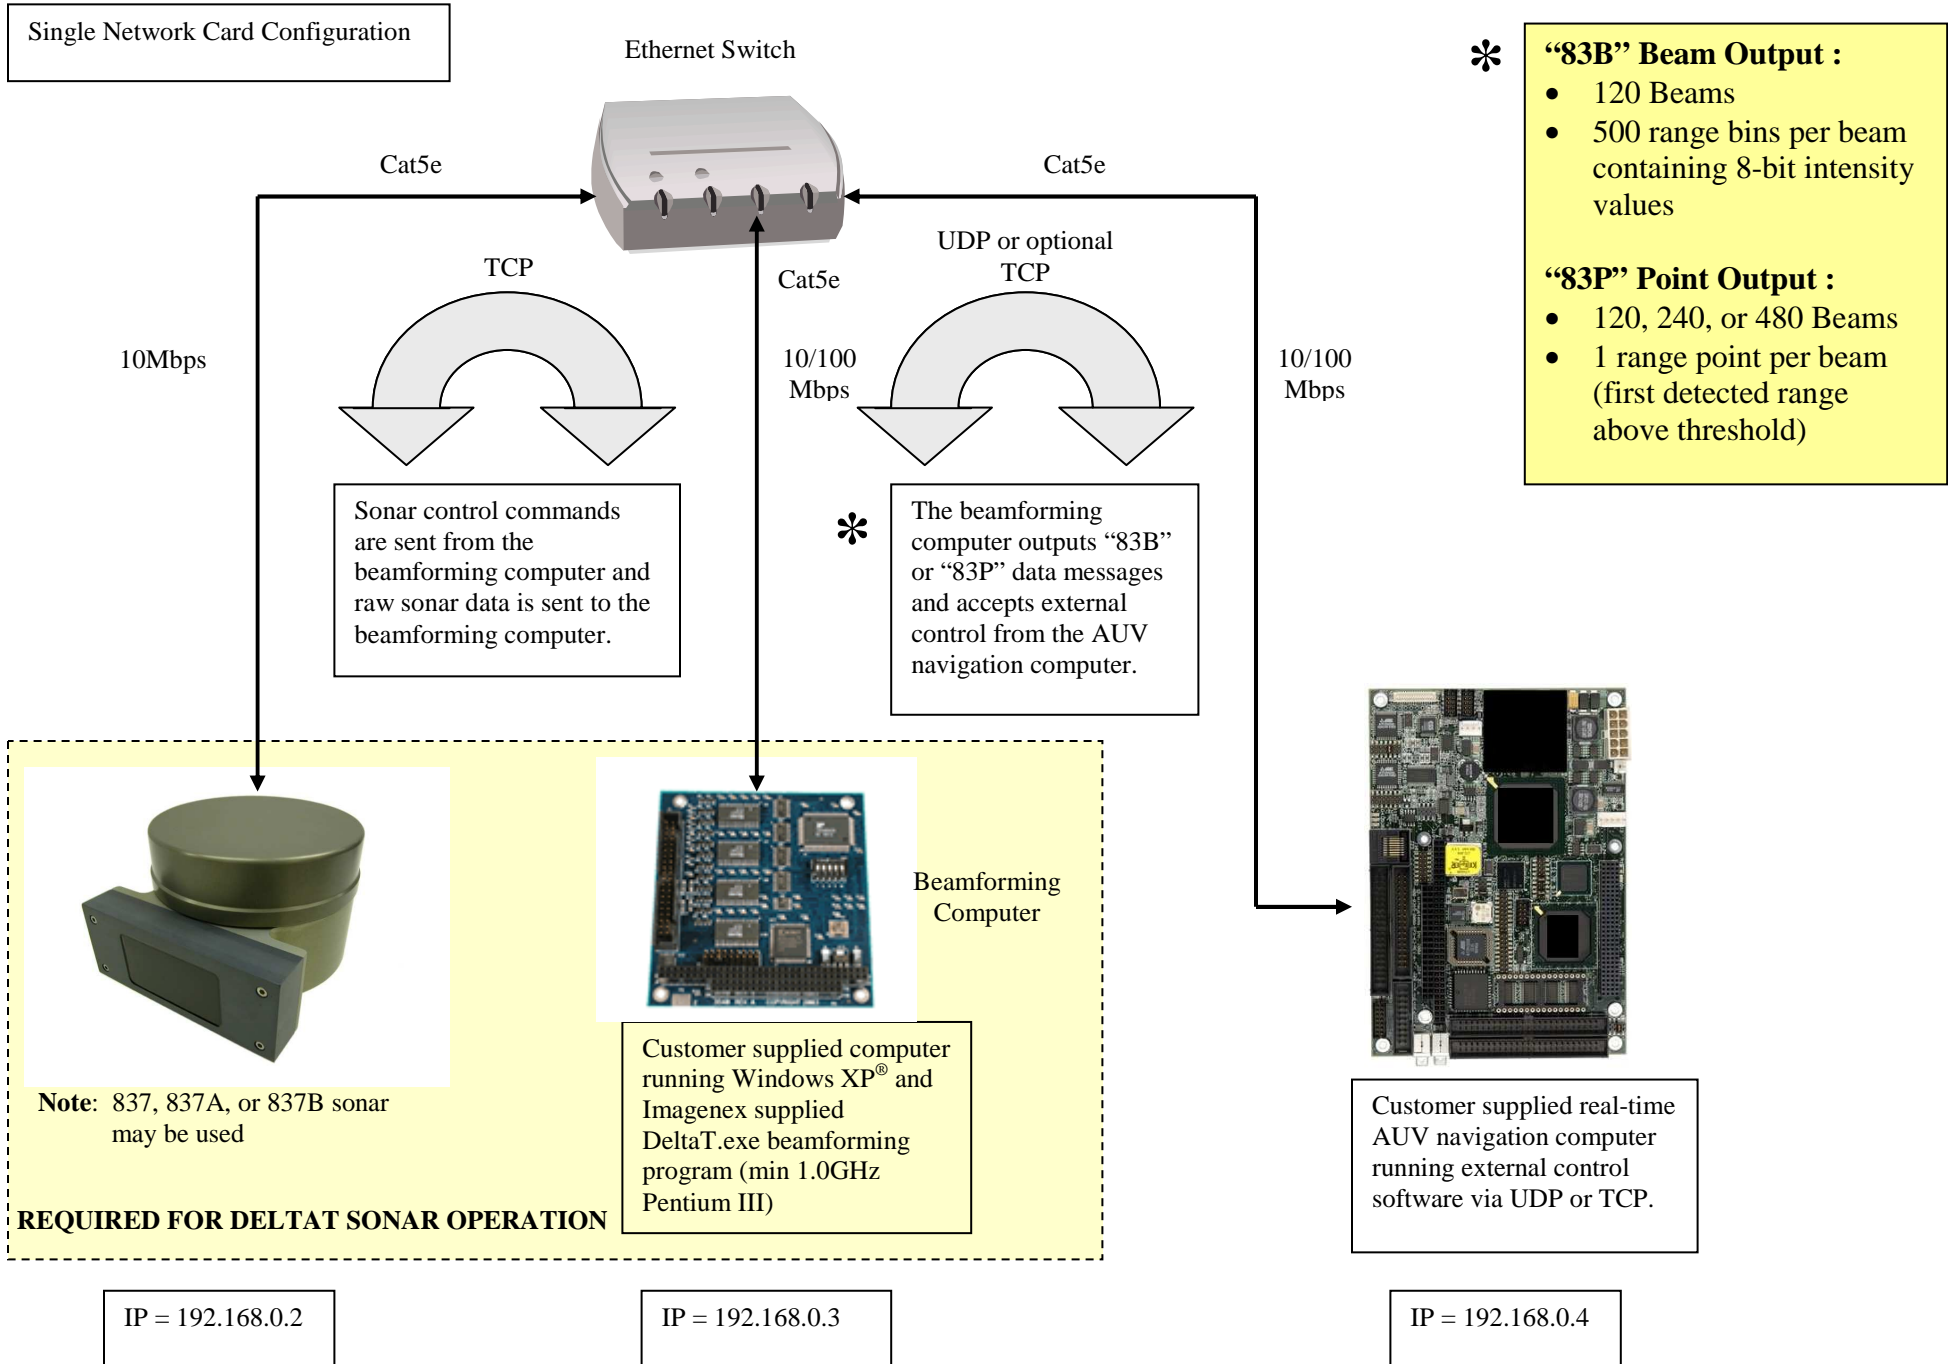 Single Network Card Configuration
Ethernet Switch
Cat5e
Cat5e
TCP
Cat5e
UDP or optional
TCP
10Mbps
10/100
Mbps
10/100
Mbps
*
“83B” Beam Output :
• 120 Beams
• 500 range bins per beam
containing 8-bit intensity
values
“83P” Point Output :
• 120, 240, or 480 Beams
• 1 range point per beam
(first detected range
above threshold)
Sonar control commands
are sent from the
beamforming computer and
raw sonar data is sent to the
beamforming computer.
*
The beamforming
computer outputs “83B”
or “83P” data messages
and accepts external
control from the AUV
navigation computer.
Beamforming
Computer
Note: 837, 837A, or 837B sonar
may be used
Customer supplied computer
running Windows XP® and
Imagenex supplied
DeltaT.exe beamforming
program (min 1.0GHz
Pentium III)
REQUIRED FOR DELTAT SONAR OPERATION
Customer supplied real-time
AUV navigation computer
running external control
software via UDP or TCP.
IP = 192.168.0.2
IP = 192.168.0.3
IP = 192.168.0.4